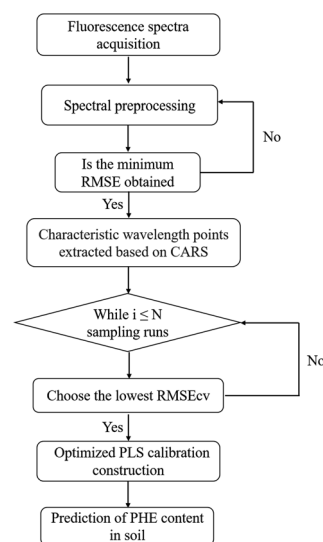 Fluorescence spectra
acquisition
Spectral preprocessing
No
Is the minimum
RMSE obtained
Yes
Characteristic wavelength points
extracted based on CARS
While i ≤ N
sampling runs
No
Choose the lowest RMSEcv
Yes
Optimized PLS calibration
construction
Prediction of PHE content
in soil